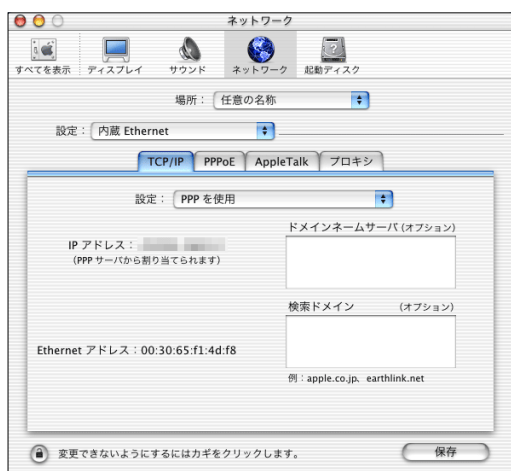 ネットワーク
すべてを表示 ディスプレイ サウンド ネットワーク 起動ディスク
場所： 任意の名称
設定： 内蔵 Ethernet
TCP/IP PPPoE AppleTalk プロキシ
設定： PPP を使用
ドメインネームサーバ (オプション)
IP アドレス：
(PPP サーバから割り当てられます)
検索ドメイン (オプション)
Ethernet アドレス：00:30:65:f1:4d:f8
例：apple.co.jp、earthlink.net
変更できないようにするにはカギをクリックします。
保存